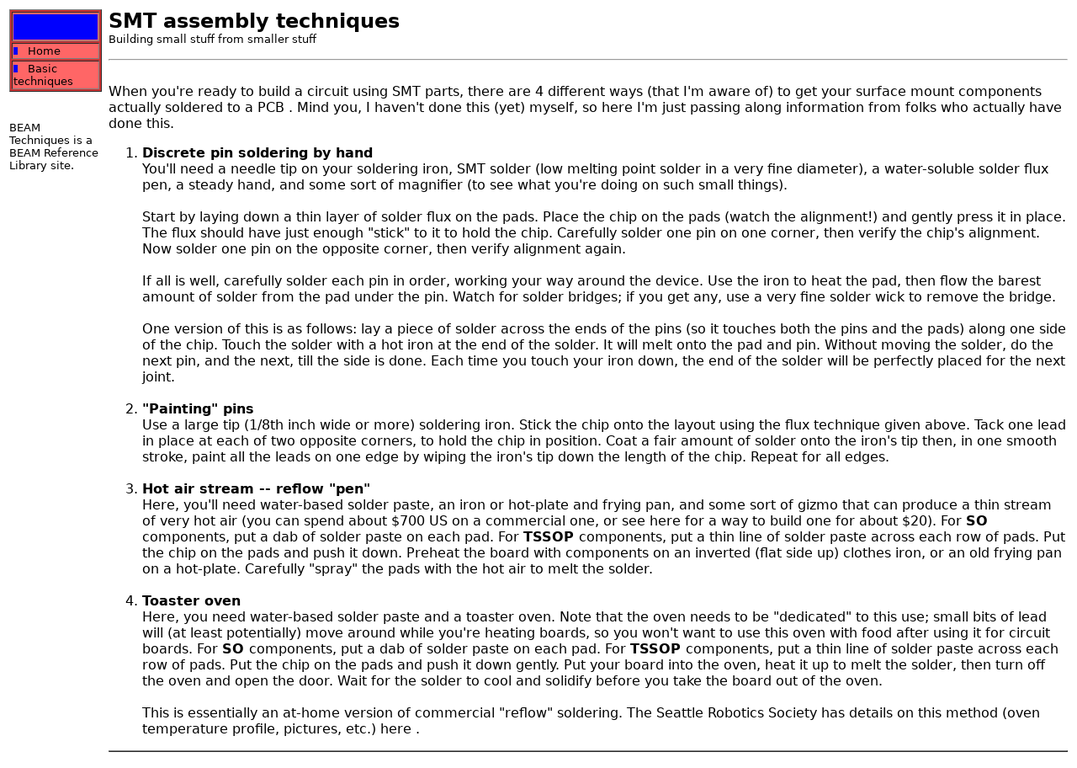 SMT assembly techniques
Building small stuff from smaller stuff
Home
Basic
techniques
BEAM
Techniques is a
BEAM Reference
Library site.
When you're ready to build a circuit using SMT parts, there are 4 different ways (that I'm aware of) to get your surface mount components
actually soldered to a PCB . Mind you, I haven't done this (yet) myself, so here I'm just passing along information from folks who actually have
done this.
1. Discrete pin soldering by hand
You'll need a needle tip on your soldering iron, SMT solder (low melting point solder in a very fine diameter), a water-soluble solder flux
pen, a steady hand, and some sort of magnifier (to see what you're doing on such small things).
Start by laying down a thin layer of solder flux on the pads. Place the chip on the pads (watch the alignment!) and gently press it in place.
The flux should have just enough "stick" to it to hold the chip. Carefully solder one pin on one corner, then verify the chip's alignment.
Now solder one pin on the opposite corner, then verify alignment again.
If all is well, carefully solder each pin in order, working your way around the device. Use the iron to heat the pad, then flow the barest
amount of solder from the pad under the pin. Watch for solder bridges; if you get any, use a very fine solder wick to remove the bridge.
One version of this is as follows: lay a piece of solder across the ends of the pins (so it touches both the pins and the pads) along one side
of the chip. Touch the solder with a hot iron at the end of the solder. It will melt onto the pad and pin. Without moving the solder, do the
next pin, and the next, till the side is done. Each time you touch your iron down, the end of the solder will be perfectly placed for the next
joint.
2. "Painting" pins
Use a large tip (1/8th inch wide or more) soldering iron. Stick the chip onto the layout using the flux technique given above. Tack one lead
in place at each of two opposite corners, to hold the chip in position. Coat a fair amount of solder onto the iron's tip then, in one smooth
stroke, paint all the leads on one edge by wiping the iron's tip down the length of the chip. Repeat for all edges.
3. Hot air stream -- reflow "pen"
Here, you'll need water-based solder paste, an iron or hot-plate and frying pan, and some sort of gizmo that can produce a thin stream
of very hot air (you can spend about $700 US on a commercial one, or see here for a way to build one for about $20). For SO
components, put a dab of solder paste on each pad. For TSSOP components, put a thin line of solder paste across each row of pads. Put
the chip on the pads and push it down. Preheat the board with components on an inverted (flat side up) clothes iron, or an old frying pan
on a hot-plate. Carefully "spray" the pads with the hot air to melt the solder.
4. Toaster oven
Here, you need water-based solder paste and a toaster oven. Note that the oven needs to be "dedicated" to this use; small bits of lead
will (at least potentially) move around while you're heating boards, so you won't want to use this oven with food after using it for circuit
boards. For SO components, put a dab of solder paste on each pad. For TSSOP components, put a thin line of solder paste across each
row of pads. Put the chip on the pads and push it down gently. Put your board into the oven, heat it up to melt the solder, then turn off
the oven and open the door. Wait for the solder to cool and solidify before you take the board out of the oven.
This is essentially an at-home version of commercial "reflow" soldering. The Seattle Robotics Society has details on this method (oven
temperature profile, pictures, etc.) here .